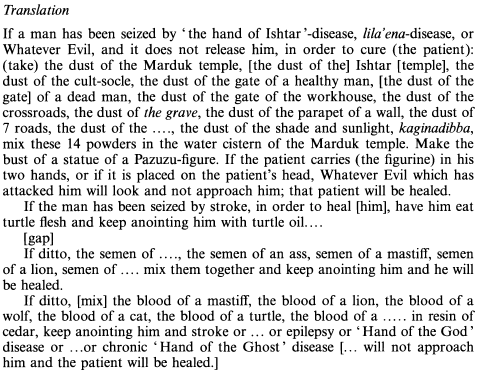 Translation
If a man has been seized by ‘the hand of Ishtar’-disease, lila’ena-disease, or
Whatever Evil, and it does not release him, in order to cure (the patient):
(take) the dust of the Marduk temple, [the dust of the] Ishtar [temple], the
dust of the cult-socle, the dust of the gate of a healthy man, [the dust of the
gate] of a dead man, the dust of the gate of the workhouse, the dust of the
crossroads, the dust of the grave, the dust of the parapet of a wall, the dust of
7 roads, the dust of the ...., the dust of the shade and sunlight, kaginadibba,
mix these 14 powders in the water cistern of the Marduk temple. Make the
bust of a statue of a Pazuzu-figure. If the patient carries (the figurine) in his
two hands, or if it is placed on the patient's head, Whatever Evil which has
attacked him will look and not approach him; that patient will be healed.
If the man has been seized by stroke, in order to heal [him], have him eat
turtle flesh and keep anointing him with turtle oil....
[gap]
If ditto, the semen of ...., the semen of an ass, semen of a mastiff, semen
of a lion, semen of .... mix them together and keep anointing him and he will
be healed.
If ditto, [mix] the blood of a mastiff, the blood of a lion, the blood of a
wolf, the blood of a cat, the blood of a turtle, the blood of a ..... in resin of
cedar, keep anointing him and stroke or ... or epilepsy or ‘Hand of the God’
disease or ...or chronic ‘Hand of the Ghost’ disease [... will not approach
him and the patient will be healed.]